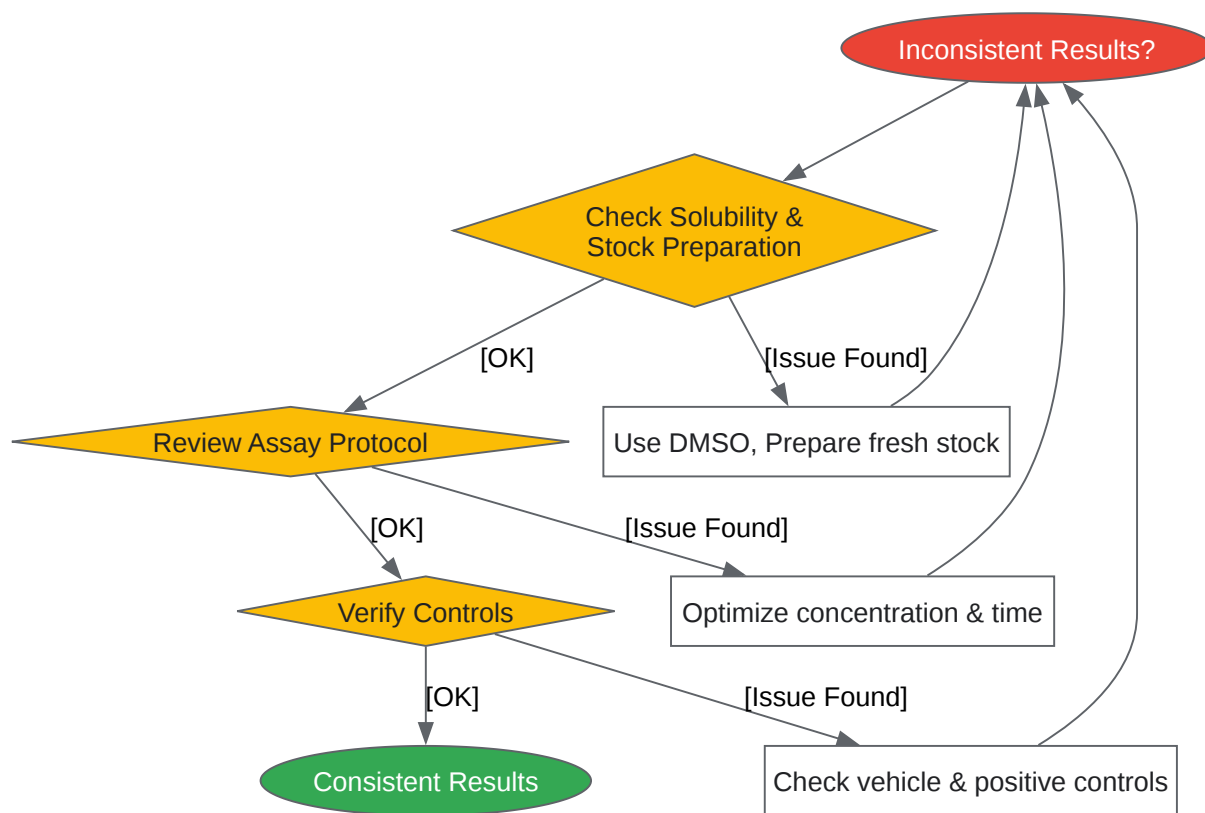 Inconsistent Results?
Check Solubility &
Stock Preparation
[OK]
[Issue Found]
Review Assay Protocol
Use DMSO, Prepare fresh stock
[OK]
[Issue Found]
Verify Controls
Optimize concentration & time
[OK]
[Issue Found]
Consistent Results
Check vehicle & positive controls